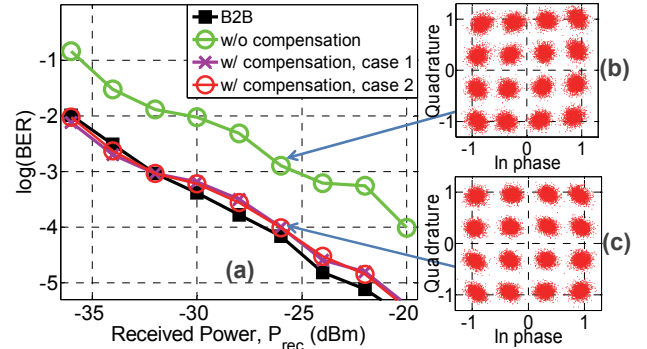 B2B
w/o compensation
w/ compensation, case 1
w/ compensation, case 2
log(BER)
-1
-2
-3
-4
-5
(a)
-35
-30
-25
-20
Received Power, P_rec (dBm)
Quadrature
1
0
-1
-1
0
1
In phase
(b)
Quadrature
1
0
-1
-1
0
1
In phase
(c)